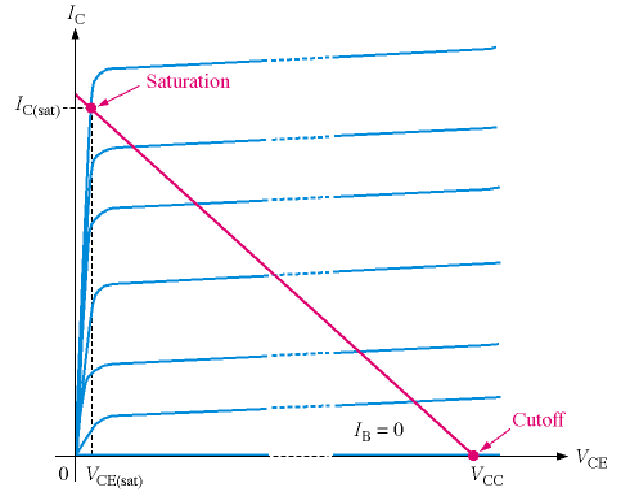 I_C
Saturation
I_C(sat)
I_B = 0
Cutoff
0
V_CE(sat)
V_CC
V_CE